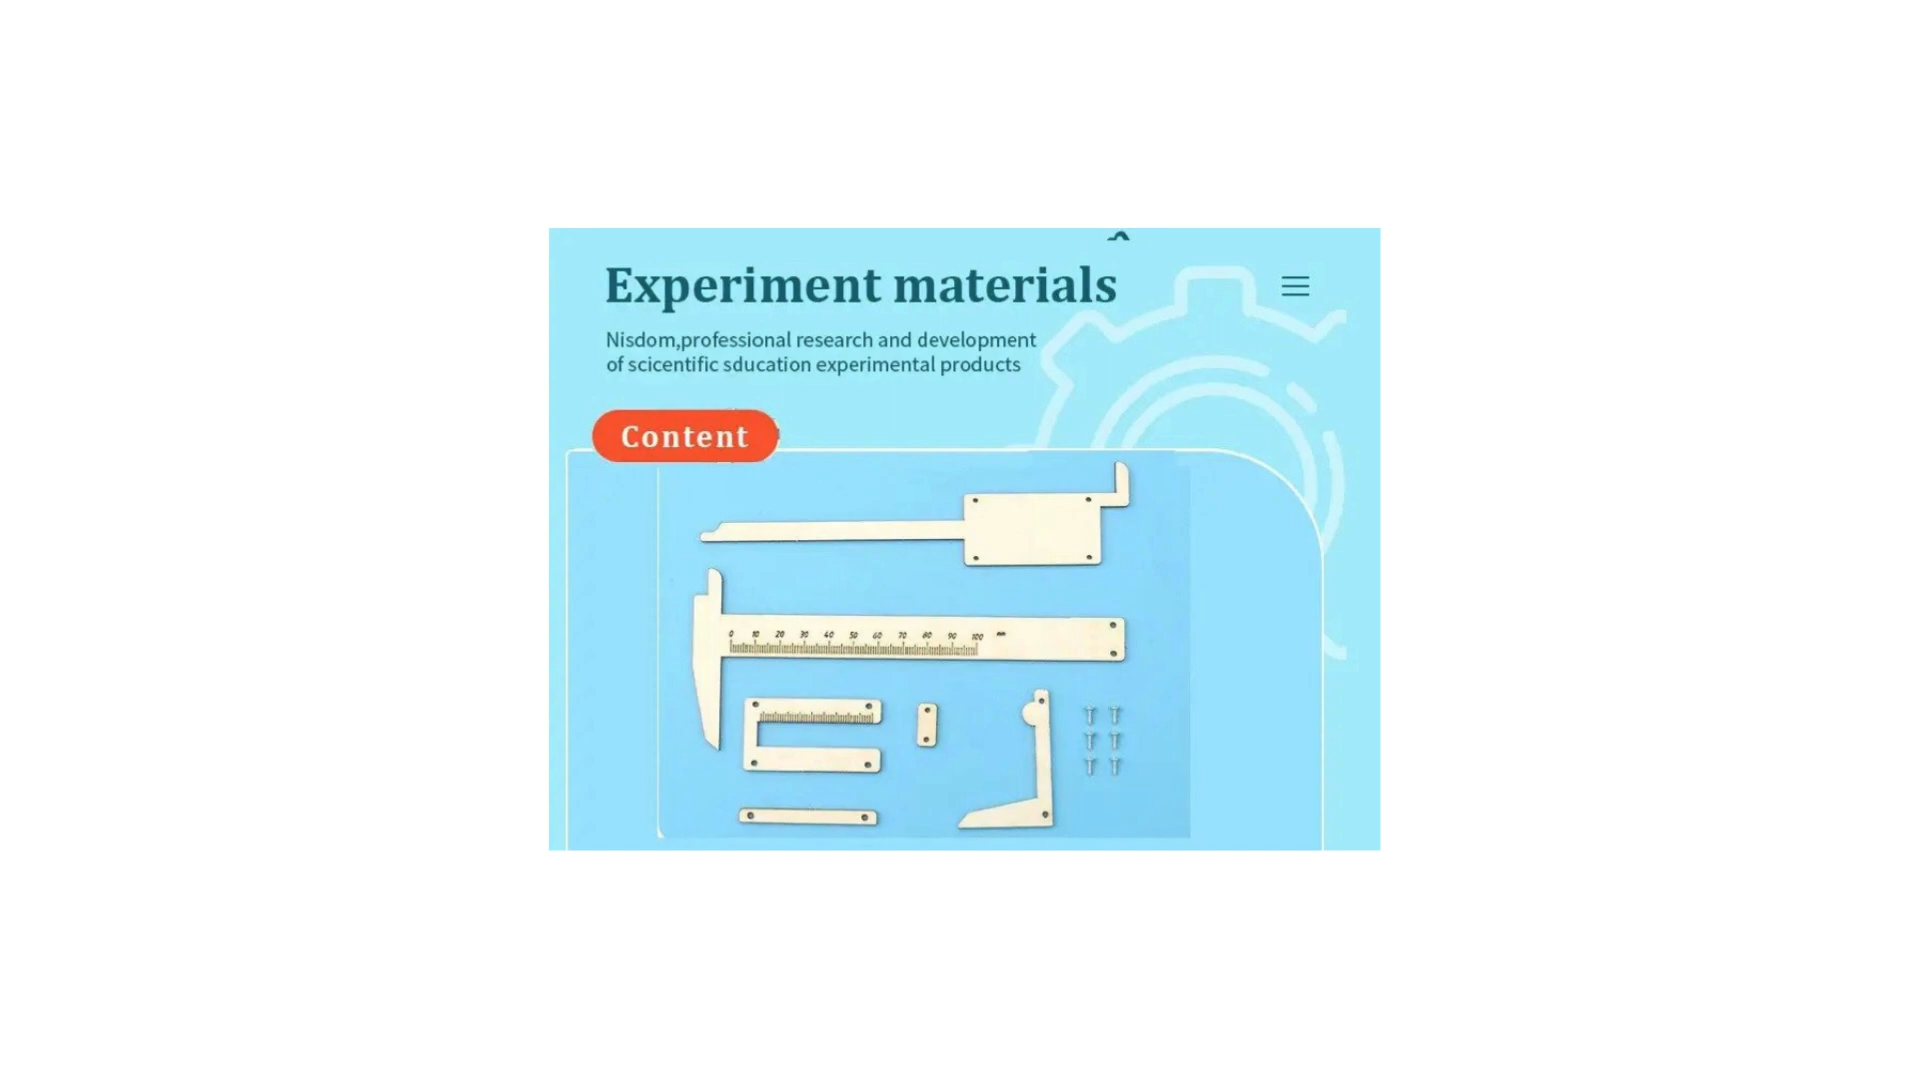 Experiment materials
Nisdom,professional research and development
of scicentific sducation experimental products
Content
0 10 20 30 40 50 60 70 80 90 100 mm